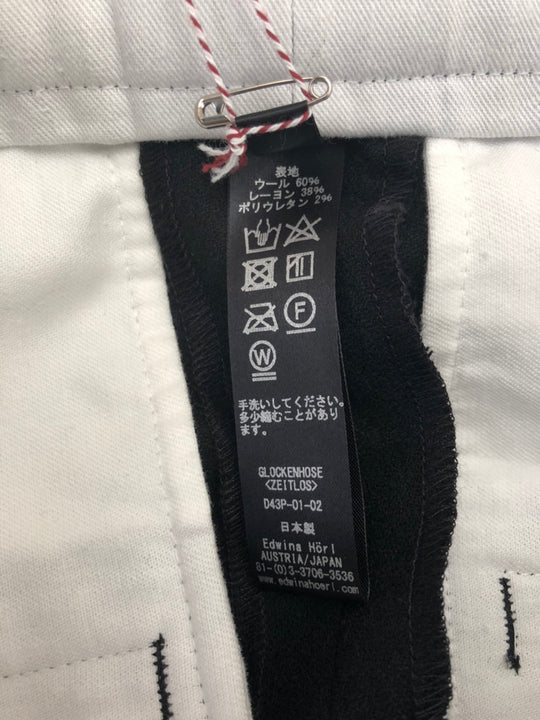 表地
ウール 60%
レーヨン 38%
ポリウレタン 2%
F
W
手洗いしてください。
多少縮むことがあり
ます。
GLOCKENHOSE
<ZEITLOS>
D43P-01-02
日本製
Edwina Hörl
AUSTRIA/JAPAN
81-(0)3-3706-3536
www.edwinahoerl.com